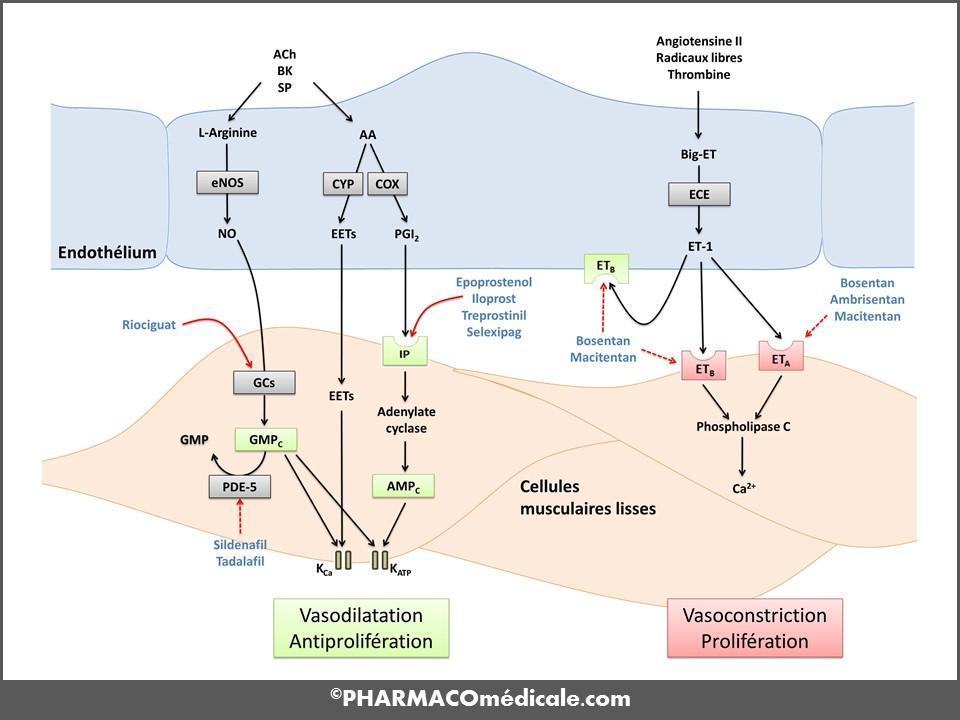 ACh
BK
SP
L-Arginine
AA
eNOS
CYP
COX
NO
EETs
PGI2
Endothélium
Angiotensine II
Radicaux libres
Thrombine
Big-ET
ECE
ET-1
ETB
Epoprostenol
Iloprost
Treprostinil
Selexipag
Riociguat
Bosentan
Macitentan
Bosentan
Ambrisentan
Macitentan
IP
ETB
ETA
GCs
EETs
Adenylate
cyclase
GMP
GMPC
PDE-5
AMPC
Phospholipase C
Ca2+
Cellules
musculaires lisses
Sildenafil
Tadalafil
KCa
KATP
Vasodilatation
Antiprolifération
Vasoconstriction
Prolifération
©PHARMACOmédicale.com